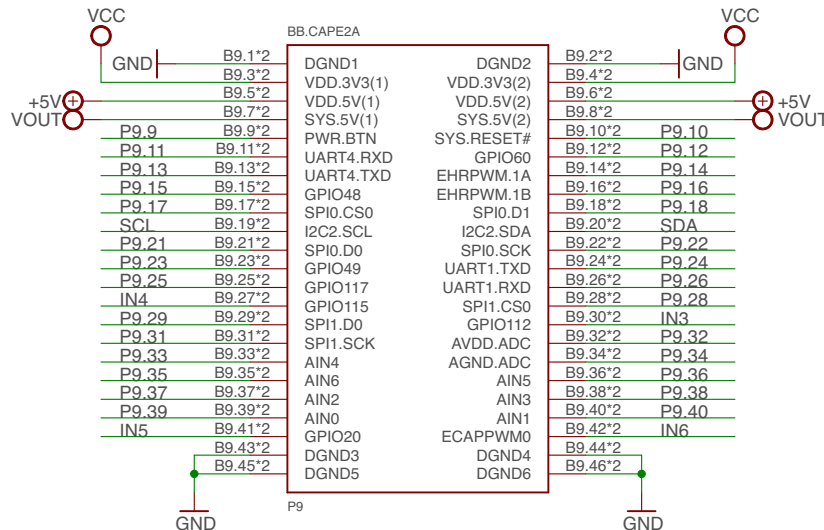 VCC BB.CAPE2A VCC
GND B9.1*2 DGND1 DGND2 B9.2*2 GND
B9.3*2 VDD.3V3(1) VDD.3V3(2) B9.4*2
+5V B9.5*2 VDD.5V(1) VDD.5V(2) B9.6*2 +5V
VOUT B9.7*2 SYS.5V(1) SYS.5V(2) B9.8*2 VOUT
P9.9 B9.9*2 PWR.BTN SYS.RESET# B9.10*2 P9.10
P9.11 B9.11*2 UART4.RXD GPIO60 B9.12*2 P9.12
P9.13 B9.13*2 UART4.TXD EHRPWM.1A B9.14*2 P9.14
P9.15 B9.15*2 GPIO48 EHRPWM.1B B9.16*2 P9.16
P9.17 B9.17*2 SPI0.CS0 SPI0.D1 B9.18*2 P9.18
SCL B9.19*2 I2C2.SCL I2C2.SDA B9.20*2 SDA
P9.21 B9.21*2 SPI0.D0 SPI0.SCK B9.22*2 P9.22
P9.23 B9.23*2 GPIO49 UART1.TXD B9.24*2 P9.24
P9.25 B9.25*2 GPIO117 UART1.RXD B9.26*2 P9.26
IN4 B9.27*2 GPIO115 SPI1.CS0 B9.28*2 P9.28
P9.29 B9.29*2 SPI1.D0 GPIO112 B9.30*2 IN3
P9.31 B9.31*2 SPI1.SCK AVDD.ADC B9.32*2 P9.32
P9.33 B9.33*2 AIN4 AGND.ADC B9.34*2 P9.34
P9.35 B9.35*2 AIN6 AIN5 B9.36*2 P9.36
P9.37 B9.37*2 AIN2 AIN3 B9.38*2 P9.38
P9.39 B9.39*2 AIN0 AIN1 B9.40*2 P9.40
IN5 B9.41*2 GPIO20 ECAPPWM0 B9.42*2 IN6
B9.43*2 DGND3 DGND4 B9.44*2
B9.45*2 DGND5 DGND6 B9.46*2
GND P9 GND